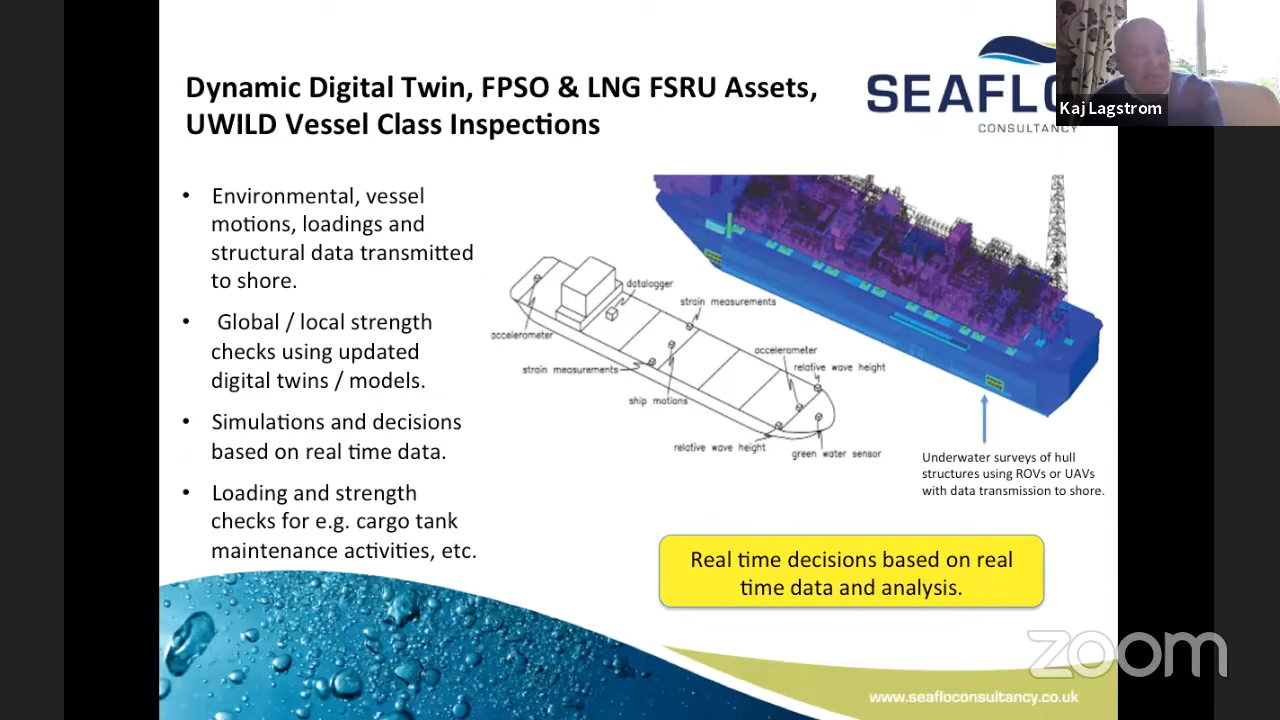 Dynamic Digital Twin, FPSO & LNG FSRU Assets,
UWILD Vessel Class Inspections
SEAFLO
CONSULTANCY
Kaj Lagstrom
• Environmental, vessel
motions, loadings and
structural data transmitted
to shore.
• Global / local strength
checks using updated
digital twins / models.
• Simulations and decisions
based on real time data.
• Loading and strength
checks for e.g. cargo tank
maintenance activities, etc.
datalogger
strain measurements
accelerometer
accelerometer
relative wave height
strain measurements
ship motions
relative wave height
green water sensor
Underwater surveys of hull
structures using ROVs or UAVs
with data transmission to shore.
Real time decisions based on real
time data and analysis.
zoom
www.seafloconsultancy.co.uk